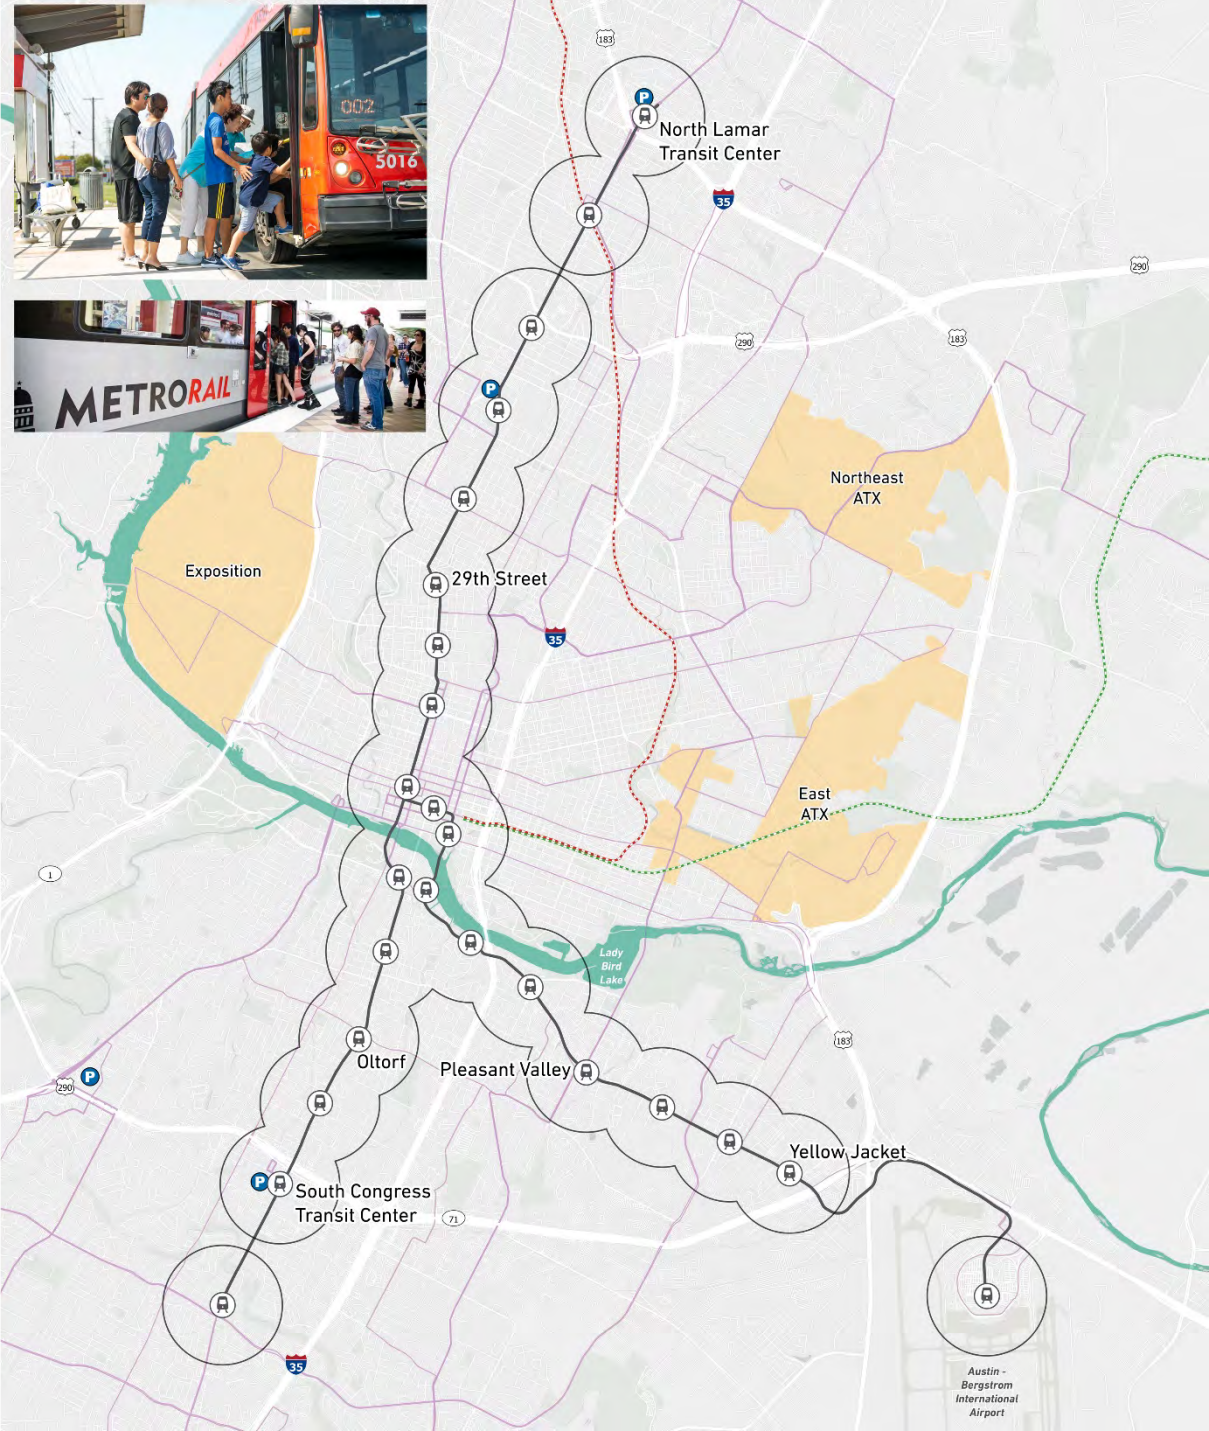 002
5016
METRORAIL
183
P
North Lamar
Transit Center
35
290
290
183
P
Northeast
ATX
Exposition
29th Street
35
East
ATX
1
Lady
Bird
Lake
183
Oltorf
Pleasant Valley
P
290
Yellow Jacket
P
South Congress
Transit Center
71
35
Austin -
Bergstrom
International
Airport